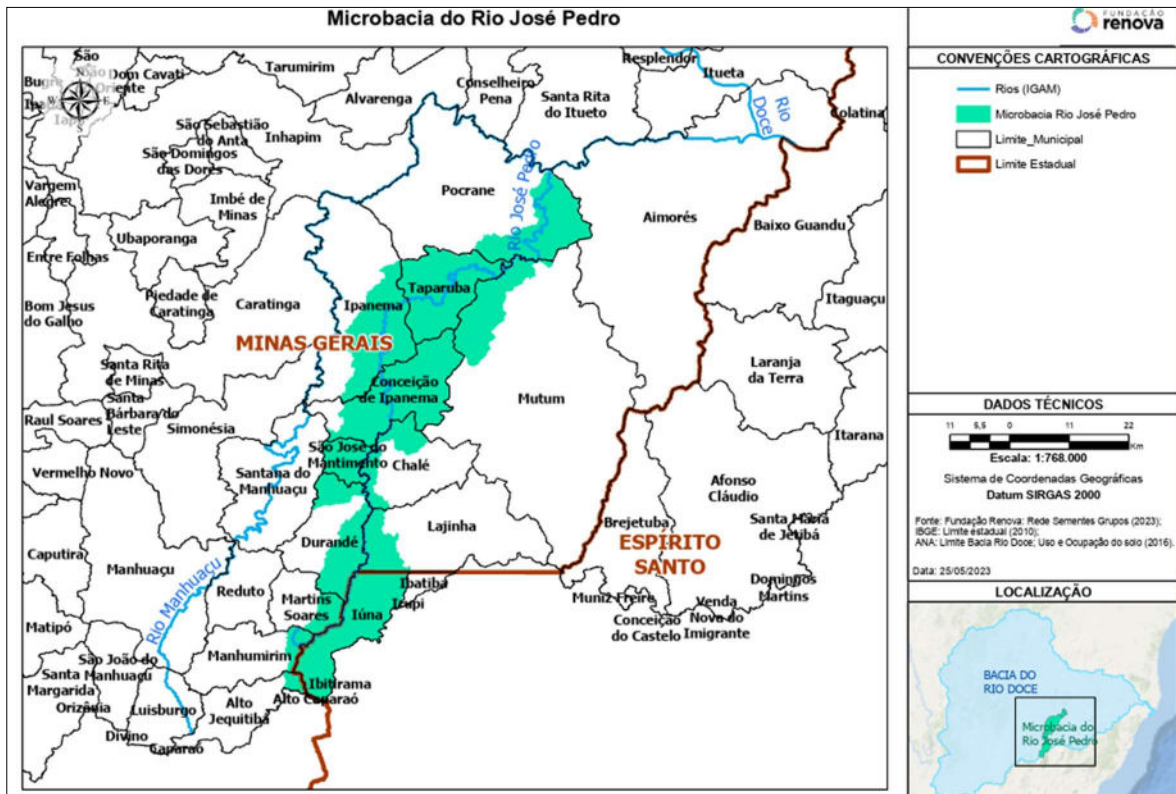 Microbacia do Rio José Pedro
FUNDAÇÃO
renova
CONVENÇÕES CARTOGRÁFICAS
Rios (IGAM)
Microbacia Rio José Pedro
Limite_Municipal
Limite Estadual
DADOS TÉCNICOS
11 5,5 0 11 22
Km
Escala: 1:768.000
Sistema de Coordenadas Geográficas
Datum SIRGAS 2000
Fonte: Fundação Renova: Rede Sementes Grupos (2023);
IBGE: Limite estadual (2010);
ANA: Limite Bacia Rio Doce; Uso e Ocupação do solo (2016).
Data: 25/05/2023
LOCALIZAÇÃO
BACIA DO
RIO DOCE
Microbacia do
Rio José Pedro
São
Dom Cavati
Oriente
N
E
S
W
Tarumirim
Alvarenga
Conselheiro
Pena
Santa Rita
do Itueto
Resplendor
Itueta
Rio
Doce
Colatina
São Sebastião
do Anta
Inhapim
São Domingos
das Dores
Vargem
Alegre
Imbé de
Minas
Pocrane
Rio José Pedro
Aimorés
Baixo Guandu
Ubaporanga
Entre Folhas
Bom Jesus
do Galho
Piedade de
Caratinga
Caratinga
Ipanema
Taparuba
Itaguaçu
MINAS GERAIS
Santa Rita
de Minas
Santa
Bárbara do
Leste
Raul Soares
Simonésia
Conceição
de Ipanema
Mutum
Laranja
da Terra
Itarana
Vermelho Novo
Santana do
Manhuaçu
São José do
Mantimento
Chalé
Afonso
Cláudio
Lajinha
Brejetuba
Santa Maria
de Jetibá
ESPÍRITO
SANTO
Caputira
Manhuaçu
Durandé
Rio Manhuaçu
Reduto
Martins
Soares
Iúna
Ibatiba
Irupi
Muniz Freire
Domingos
Martins
Conceição
do Castelo
Venda
Nova do
Imigrante
Matipó
São João do
Manhuaçu
Santa
Margarida
Orizânia
Manhumirim
Ibitirama
Alto Caparaó
Luisburgo
Alto
Jequitibá
Divino
Caparaó